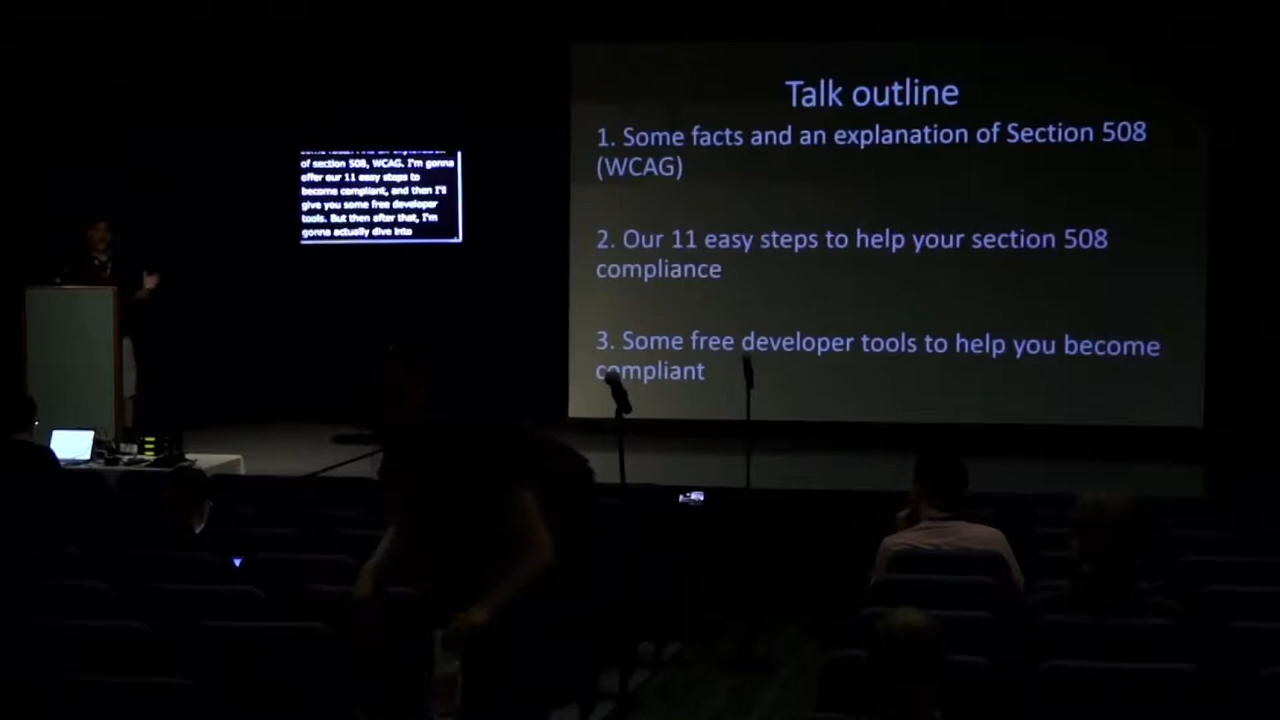 of section 508, WCAG. I'm gonna
offer our 11 easy steps to
become compliant, and then I'll
give you some free developer
tools. But then after that, I'm
gonna actually dive into
Talk outline
1. Some facts and an explanation of Section 508
(WCAG)
2. Our 11 easy steps to help your section 508
compliance
3. Some free developer tools to help you become
compliant